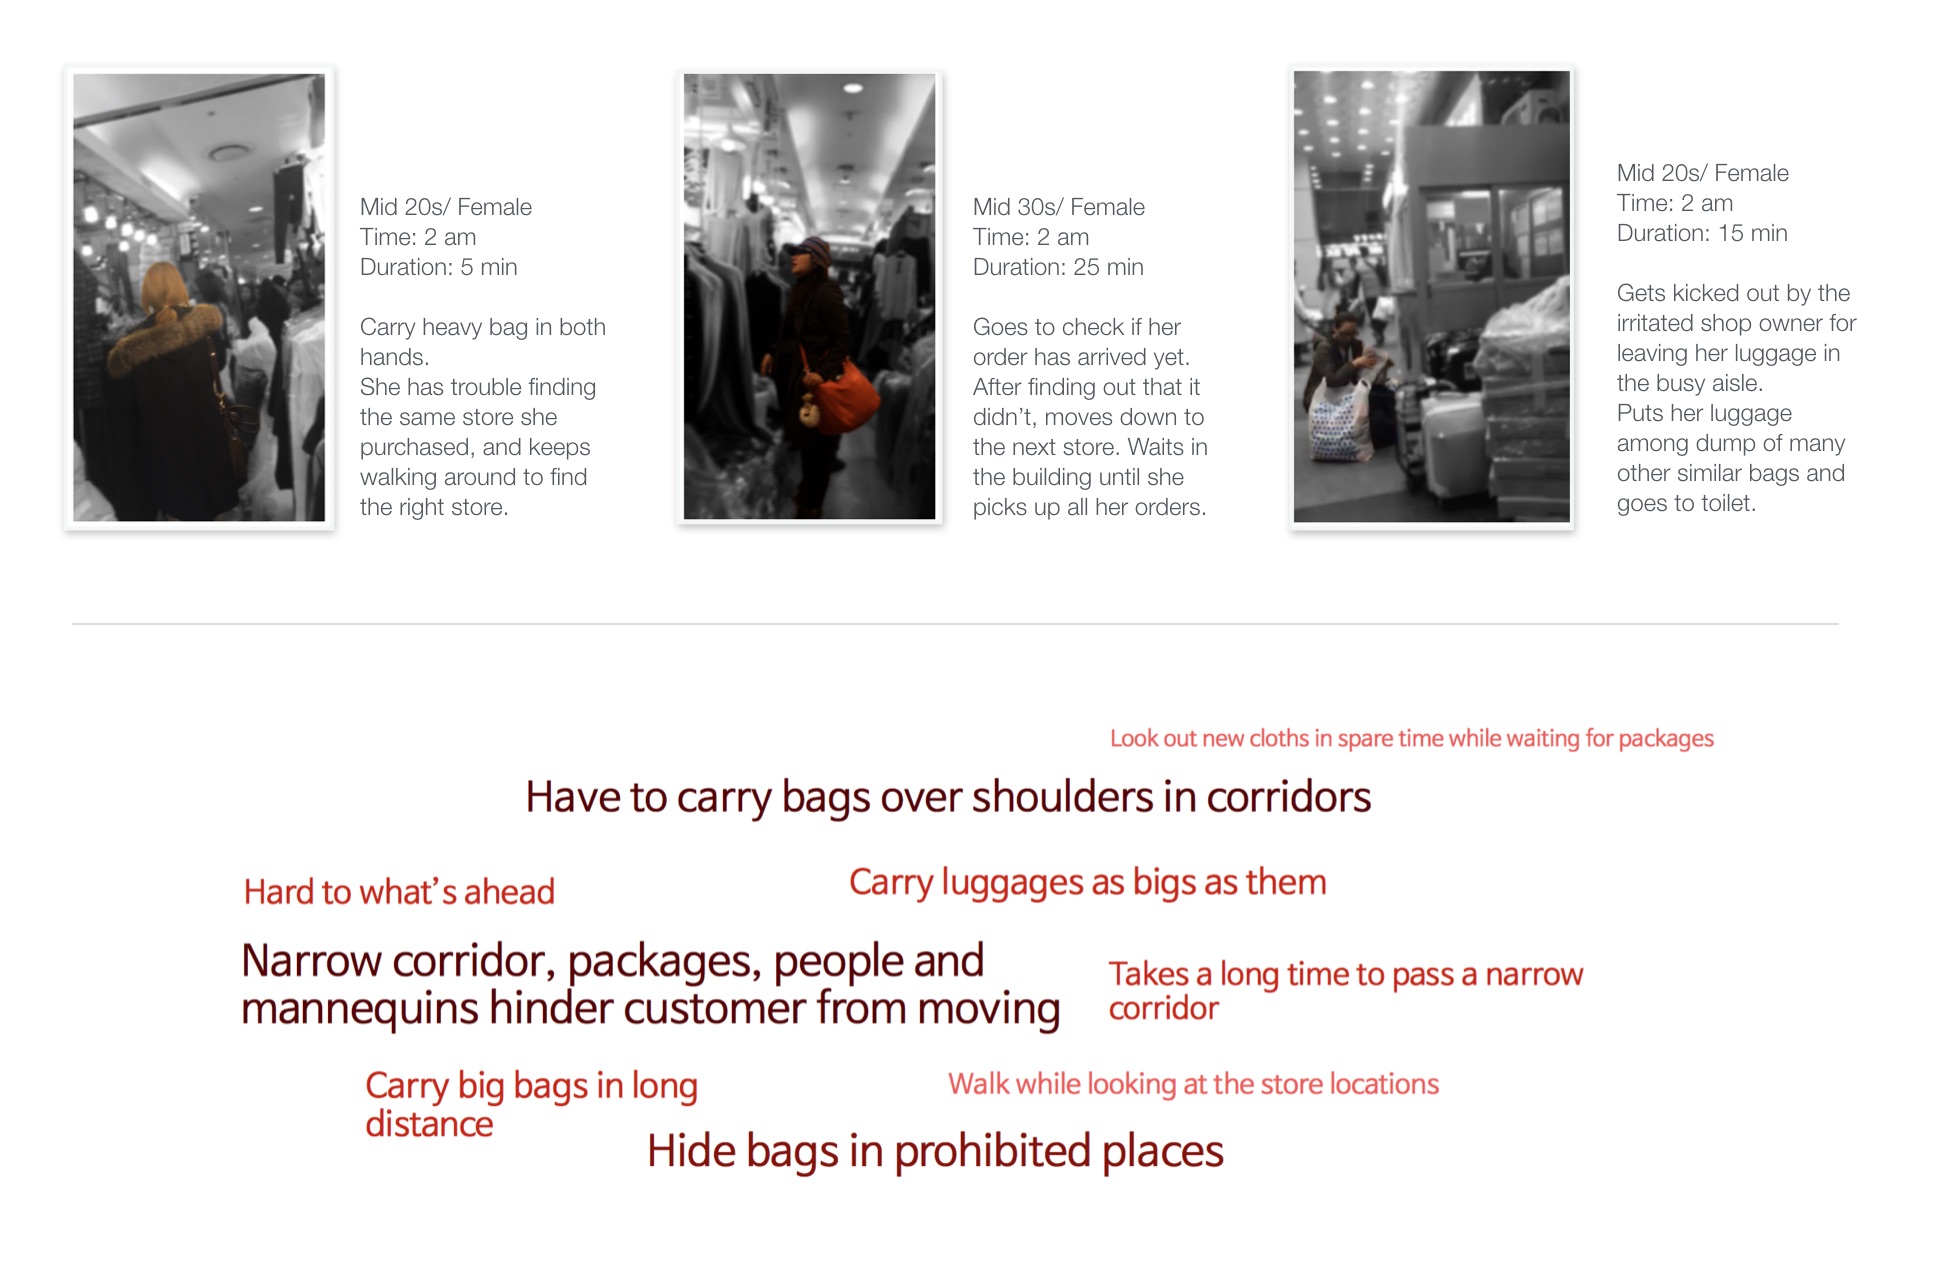 Mid 20s/ Female
Time: 2 am
Duration: 5 min
Carry heavy bag in both
hands.
She has trouble finding
the same store she
purchased, and keeps
walking around to find
the right store.
Mid 30s/ Female
Time: 2 am
Duration: 25 min
Goes to check if her
order has arrived yet.
After finding out that it
didn't, moves down to
the next store. Waits in
the building until she
picks up all her orders.
Mid 20s/ Female
Time: 2 am
Duration: 15 min
Gets kicked out by the
irritated shop owner for
leaving her luggage in
the busy aisle.
Puts her luggage
among dump of many
other similar bags and
goes to toilet.
Look out new cloths in spare time while waiting for packages
Have to carry bags over shoulders in corridors
Hard to what's ahead
Carry luggages as bigs as them
Narrow corridor, packages, people and
mannequins hinder customer from moving
Takes a long time to pass a narrow
corridor
Carry big bags in long
distance
Walk while looking at the store locations
Hide bags in prohibited places